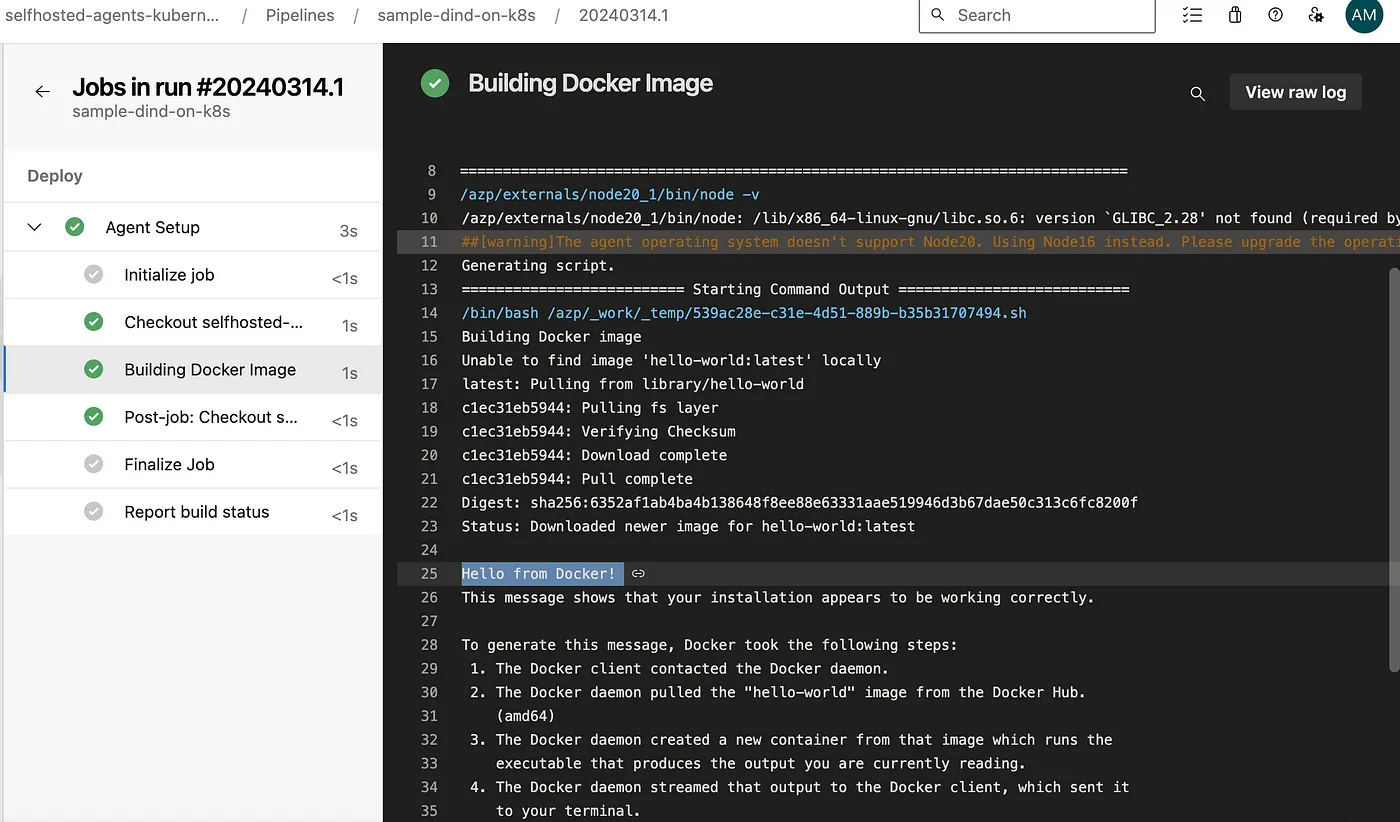 selfhosted-agents-kubern... / Pipelines / sample-dind-on-k8s / 20240314.1
Search
AM
Jobs in run #20240314.1
sample-dind-on-k8s
Deploy
Agent Setup 3s
Initialize job <1s
Checkout selfhosted-... 1s
Building Docker Image 1s
Post-job: Checkout s... <1s
Finalize Job <1s
Report build status <1s
Building Docker Image
View raw log
8 ==============================================================================
9 /azp/externals/node20_1/bin/node -v
10 /azp/externals/node20_1/bin/node: /lib/x86_64-linux-gnu/libc.so.6: version `GLIBC_2.28' not found (required by
11 ##[warning]The agent operating system doesn't support Node20. Using Node16 instead. Please upgrade the operati
12 Generating script.
13 ========================== Starting Command Output ===========================
14 /bin/bash /azp/_work/_temp/539ac28e-c31e-4d51-889b-b35b31707494.sh
15 Building Docker image
16 Unable to find image 'hello-world:latest' locally
17 latest: Pulling from library/hello-world
18 c1ec31eb5944: Pulling fs layer
19 c1ec31eb5944: Verifying Checksum
20 c1ec31eb5944: Download complete
21 c1ec31eb5944: Pull complete
22 Digest: sha256:6352af1ab4ba4b138648f8ee88e63331aae519946d3b67dae50c313c6fc8200f
23 Status: Downloaded newer image for hello-world:latest
24
25 Hello from Docker!
26 This message shows that your installation appears to be working correctly.
27
28 To generate this message, Docker took the following steps:
29 1. The Docker client contacted the Docker daemon.
30 2. The Docker daemon pulled the "hello-world" image from the Docker Hub.
31 (amd64)
32 3. The Docker daemon created a new container from that image which runs the
33 executable that produces the output you are currently reading.
34 4. The Docker daemon streamed that output to the Docker client, which sent it
35 to your terminal.